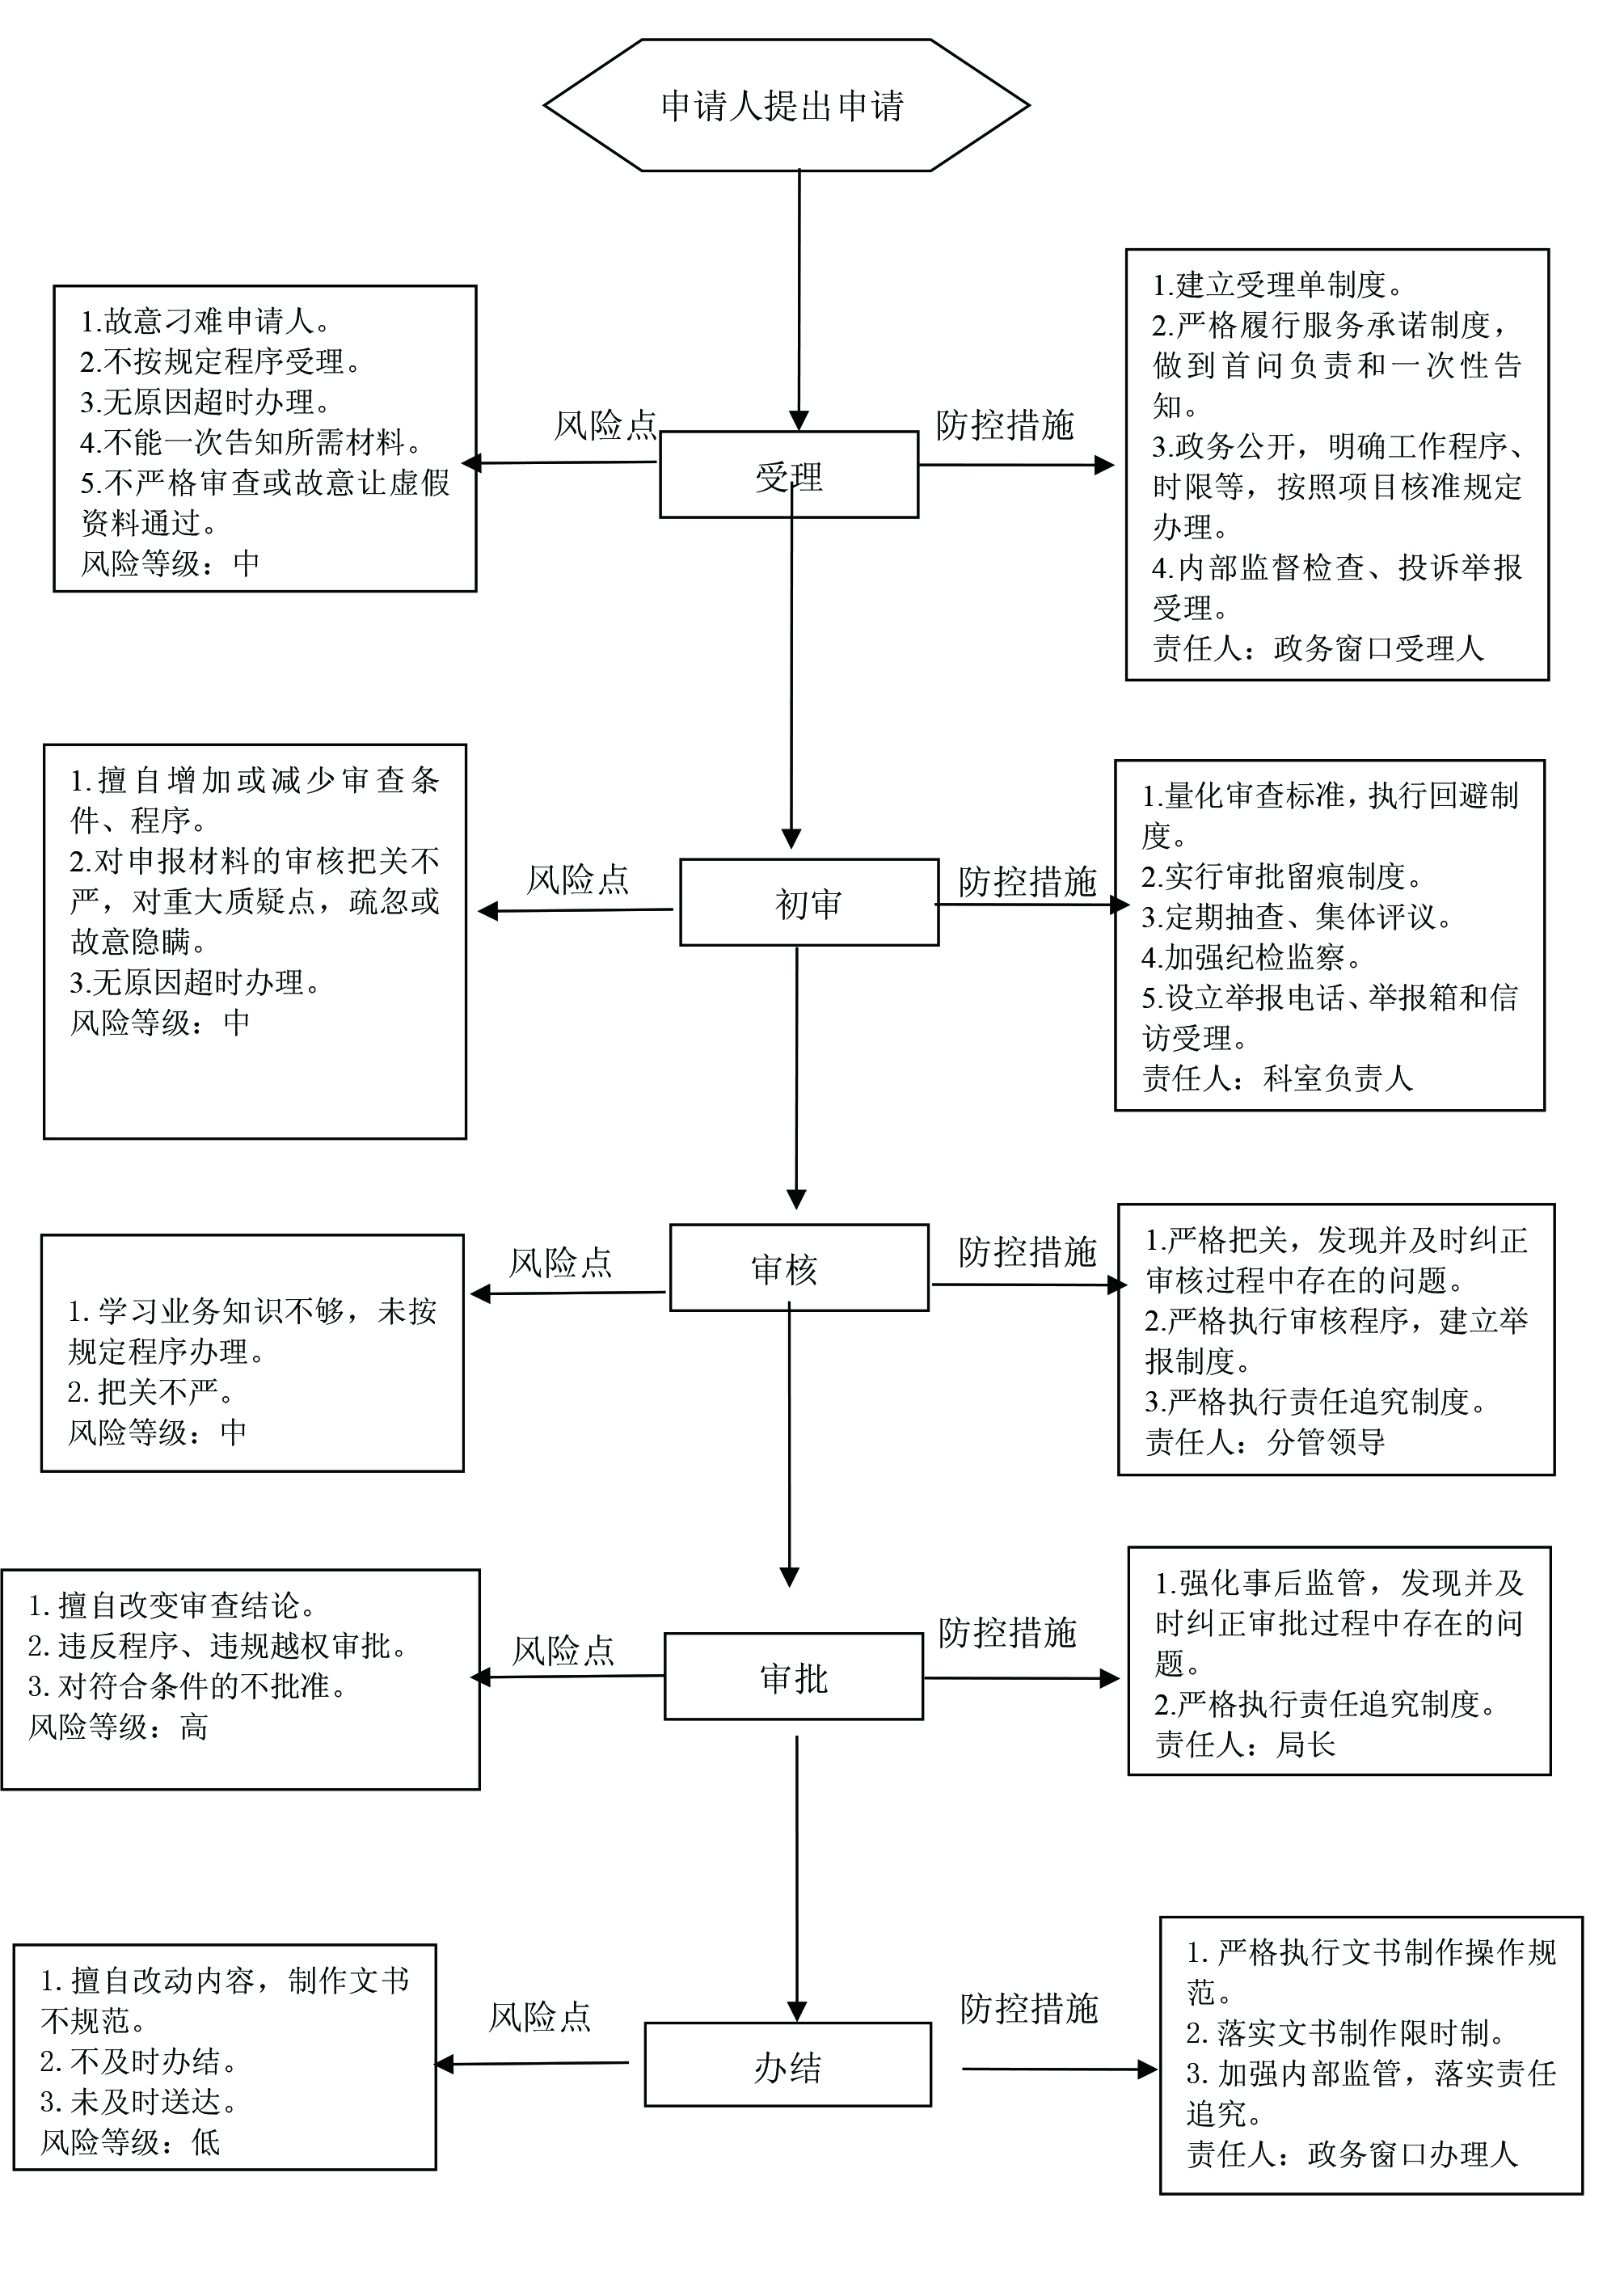 申请人提出申请
1.故意刁难申请人。
2.不按规定程序受理。
3.无原因超时办理。
4.不能一次告知所需材料。
5.不严格审查或故意让虚假
资料通过。
风险等级：中
风险点
受理
防控措施
1.建立受理单制度。
2.严格履行服务承诺制度，
做到首问负责和一次性告
知。
3.政务公开，明确工作程序、
时限等，按照项目核准规定
办理。
4.内部监督检查、投诉举报
受理。
责任人：政务窗口受理人
1.擅自增加或减少审查条
件、程序。
2.对申报材料的审核把关不
严，对重大质疑点，疏忽或
故意隐瞒。
3.无原因超时办理。
风险等级：中
风险点
初审
防控措施
1.量化审查标准，执行回避制
度。
2.实行审批留痕制度。
3.定期抽查、集体评议。
4.加强纪检监察。
5.设立举报电话、举报箱和信
访受理。
责任人：科室负责人
1. 学习业务知识不够，未按
规定程序办理。
2. 把关不严。
风险等级：中
风险点
审核
防控措施
1.严格把关，发现并及时纠正
审核过程中存在的问题。
2.严格执行审核程序，建立举
报制度。
3.严格执行责任追究制度。
责任人：分管领导
1. 擅自改变审查结论。
2. 违反程序、违规越权审批。
3. 对符合条件的不批准。
风险等级：高
风险点
审批
防控措施
1.强化事后监管，发现并及
时纠正审批过程中存在的问
题。
2.严格执行责任追究制度。
责任人：局长
1. 擅自改动内容，制作文书
不规范。
2. 不及时办结。
3. 未及时送达。
风险等级：低
风险点
办结
防控措施
1. 严格执行文书制作操作规
范。
2. 落实文书制作限时制。
3. 加强内部监管，落实责任
追究。
责任人：政务窗口办理人